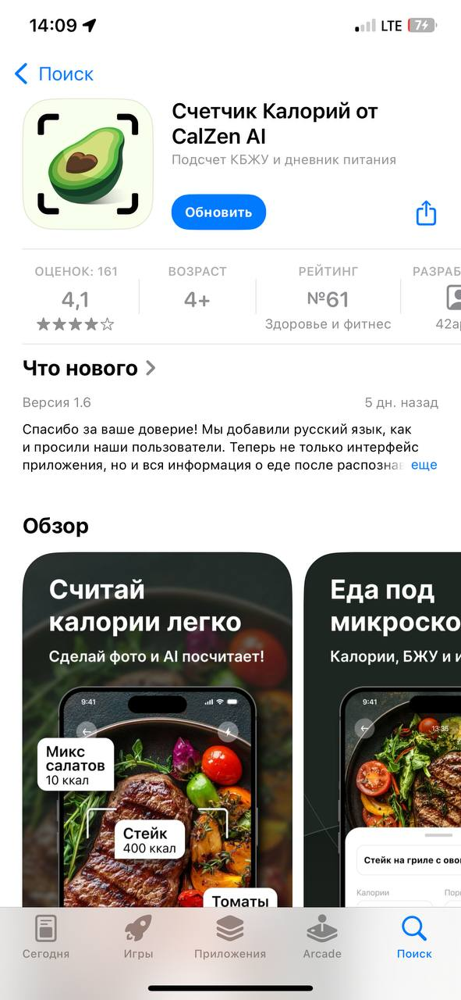 14:09
LTE 7
Поиск
Счетчик Калорий от
CalZen AI
Подсчет КБЖУ и дневник питания
Обновить
ОЦЕНОК: 161
ВОЗРАСТ
РЕЙТИНГ
РАЗРАБ
4,1
4+
№61
Здоровье и фитнес
42ap
Что нового
Версия 1.6
5 дн. назад
Спасибо за ваше доверие! Мы добавили русский язык, как
и просили наши пользователи. Теперь не только интерфейс
приложения, но и вся информация о еде после распозна еще
Обзор
Считай
калории легко
Сделай фото и AI посчитает!
9:41
Микс
салатов
10 ккал
Стейк
400 ккал
Томаты
Еда под
микроско
Калории, БЖУ и и
9:41
13:35
Стейк на гриле с ово
Калории
Пор
Сегодня
Игры
Приложения
Arcade
Поиск